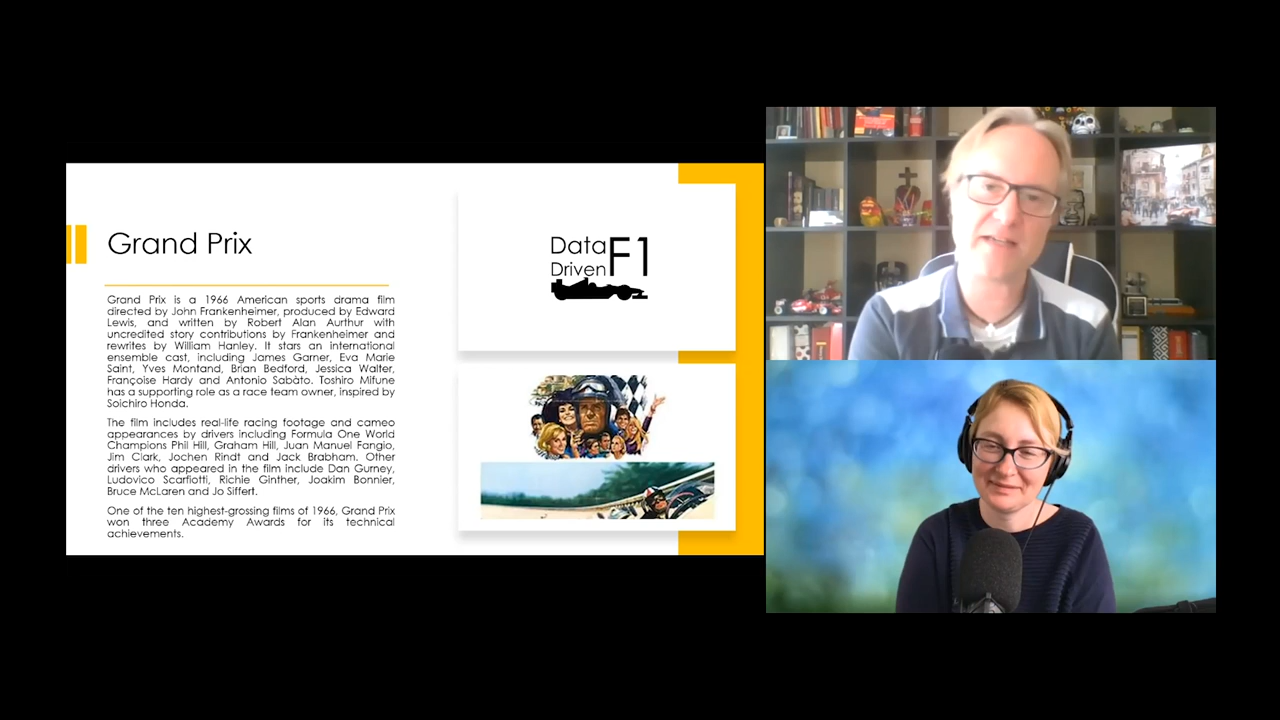 Grand Prix
Grand Prix is a 1966 American sports drama film
directed by John Frankenheimer, produced by Edward
Lewis, and written by Robert Alan Aurthur with
uncredited story contributions by Frankenheimer and
rewrites by William Hanley. It stars an international
ensemble cast, including James Garner, Eva Marie
Saint, Yves Montand, Brian Bedford, Jessica Walter,
Françoise Hardy and Antonio Sabàto. Toshiro Mifune
has a supporting role as a race team owner, inspired by
Soichiro Honda.
The film includes real-life racing footage and cameo
appearances by drivers including Formula One World
Champions Phil Hill, Graham Hill, Juan Manuel Fangio,
Jim Clark, Jochen Rindt and Jack Brabham. Other
drivers who appeared in the film include Dan Gurney,
Ludovico Scarfiotti, Richie Ginther, Joakim Bonnier,
Bruce McLaren and Jo Siffert.
One of the ten highest-grossing films of 1966, Grand Prix
won three Academy Awards for its technical
achievements.
Data
Driven F1